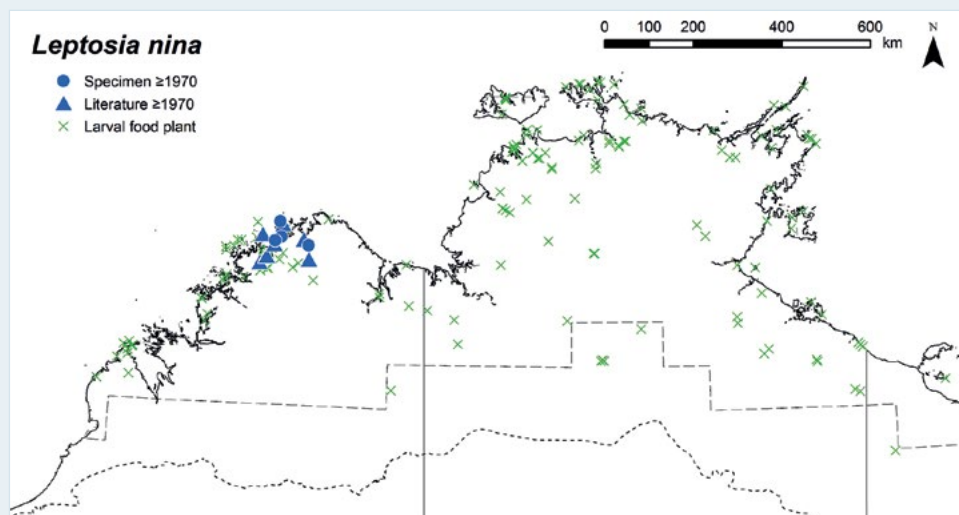 Leptosia nina
Specimen ≥1970
Literature ≥1970
Larval food plant
0 100 200 400 600
km
N